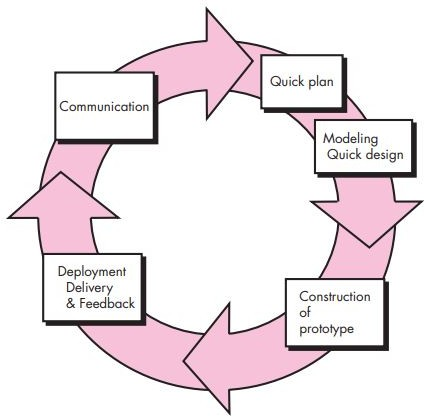 Communication
Quick plan
Modeling
Quick design
Construction
of
prototype
Deployment
Delivery
& Feedback